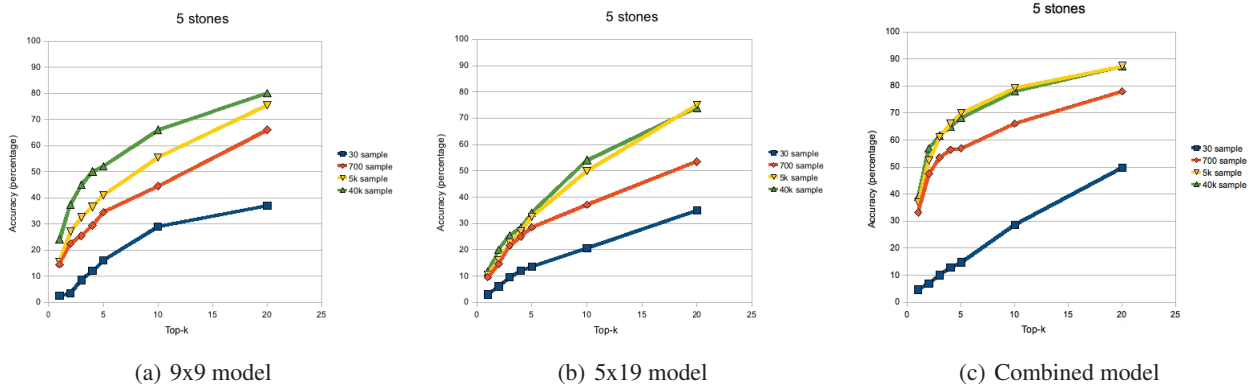 5 stones
100
90
80
70
60
50
40
30
20
10
0
Accuracy (percentage)
0 5 10 15 20 25
Top-k
30 sample
700 sample
5k sample
40k sample
(a) 9x9 model
5 stones
100
90
80
70
60
50
40
30
20
10
0
Accuracy (percentage)
0 5 10 15 20 25
Top-k
30 sample
700 sample
5k sample
40k sample
(b) 5x19 model
5 stones
100
90
80
70
60
50
40
30
20
10
0
Accuracy (percentage)
0 5 10 15 20 25
Top-k
30 sample
700 sample
5k sample
40k sample
(c) Combined model